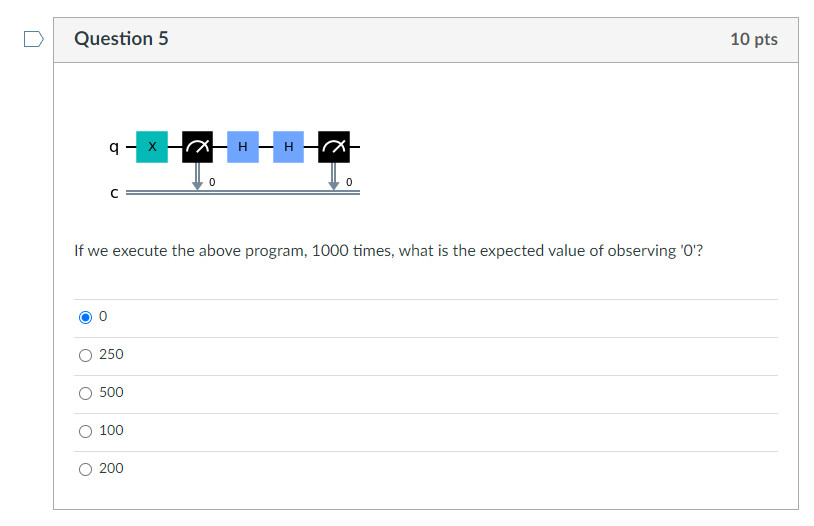 Question 5 10 pts
q X H H
0 0
c
If we execute the above program, 1000 times, what is the expected value of observing '0'?
0
250
500
100
200